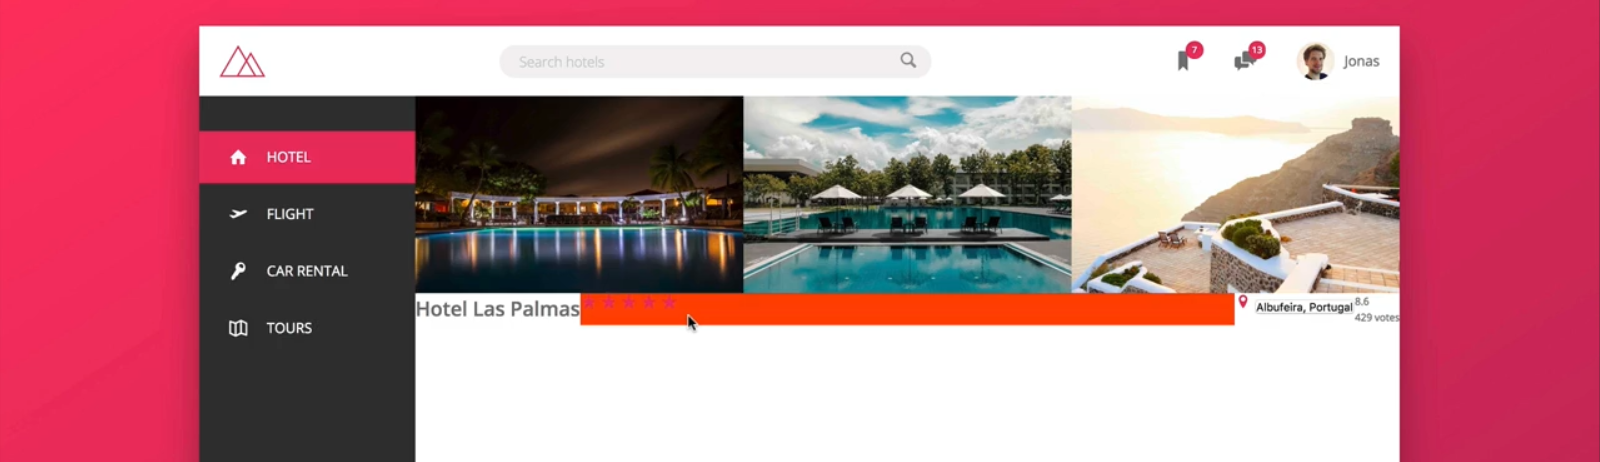 Search hotels
7
13
Jonas
HOTEL
FLIGHT
CAR RENTAL
TOURS
Hotel Las Palmas
Albufeira, Portugal
8.6
429 votes